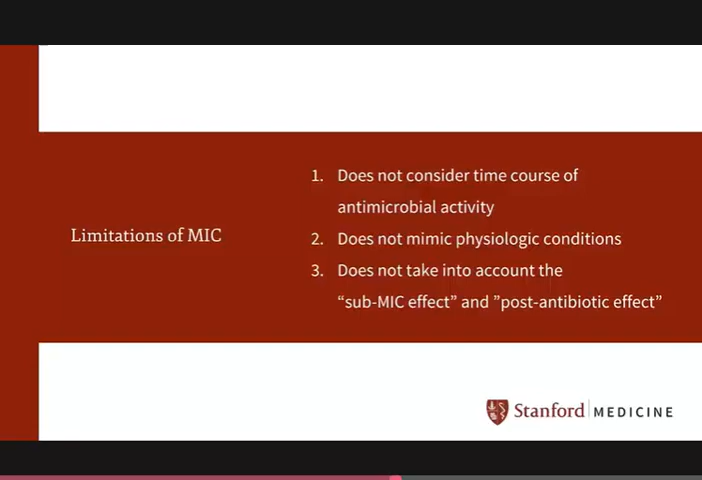 Limitations of MIC
1. Does not consider time course of
antimicrobial activity
2. Does not mimic physiologic conditions
3. Does not take into account the
“sub-MIC effect” and ”post-antibiotic effect”
Stanford MEDICINE